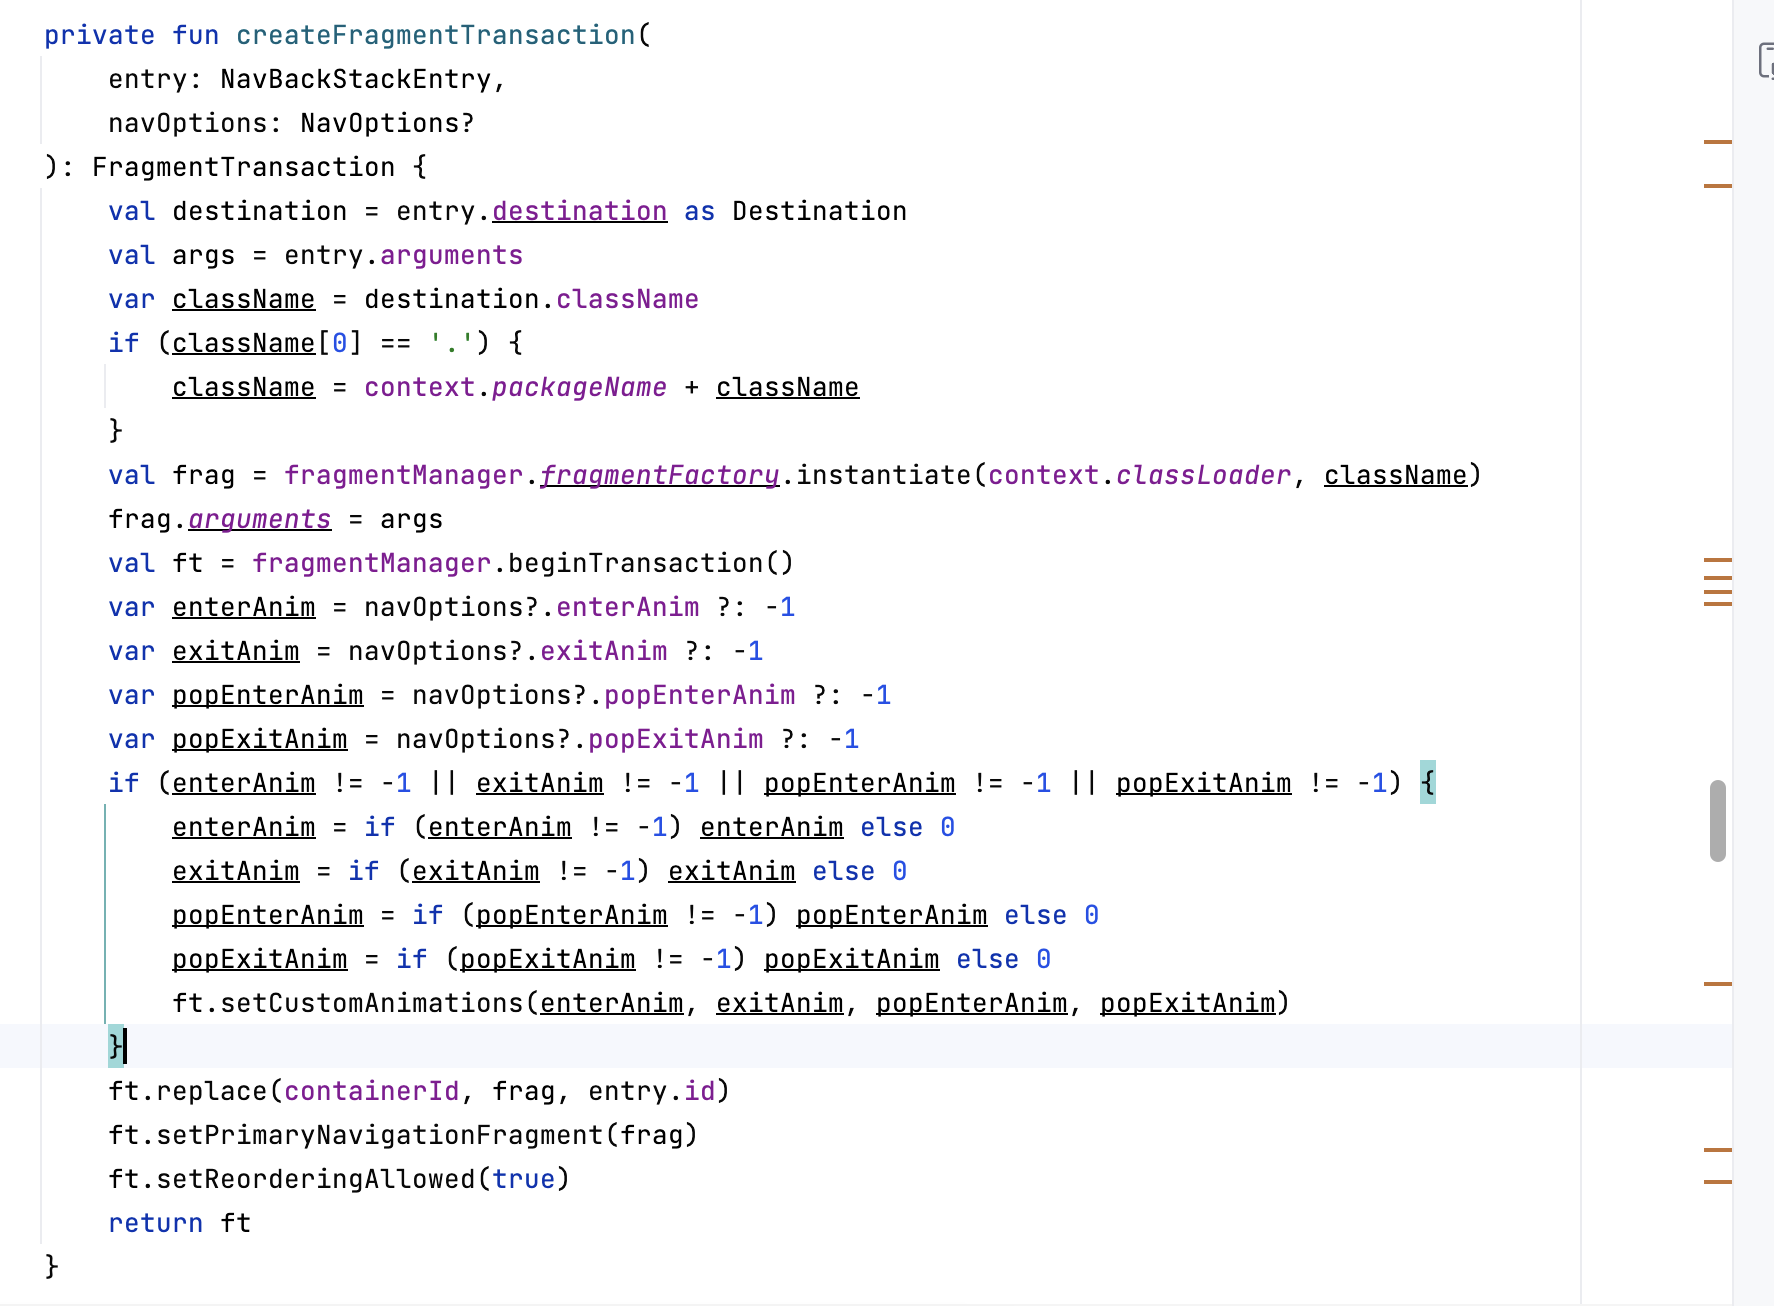 private fun createFragmentTransaction(
    entry: NavBackStackEntry,
    navOptions: NavOptions?
): FragmentTransaction {
    val destination = entry.destination as Destination
    val args = entry.arguments
    var className = destination.className
    if (className[0] == '.') {
        className = context.packageName + className
    }
    val frag = fragmentManager.fragmentFactory.instantiate(context.classLoader, className)
    frag.arguments = args
    val ft = fragmentManager.beginTransaction()
    var enterAnim = navOptions?.enterAnim ?: -1
    var exitAnim = navOptions?.exitAnim ?: -1
    var popEnterAnim = navOptions?.popEnterAnim ?: -1
    var popExitAnim = navOptions?.popExitAnim ?: -1
    if (enterAnim != -1 || exitAnim != -1 || popEnterAnim != -1 || popExitAnim != -1) {
        enterAnim = if (enterAnim != -1) enterAnim else 0
        exitAnim = if (exitAnim != -1) exitAnim else 0
        popEnterAnim = if (popEnterAnim != -1) popEnterAnim else 0
        popExitAnim = if (popExitAnim != -1) popExitAnim else 0
        ft.setCustomAnimations(enterAnim, exitAnim, popEnterAnim, popExitAnim)
    }
    ft.replace(containerId, frag, entry.id)
    ft.setPrimaryNavigationFragment(frag)
    ft.setReorderingAllowed(true)
    return ft
}